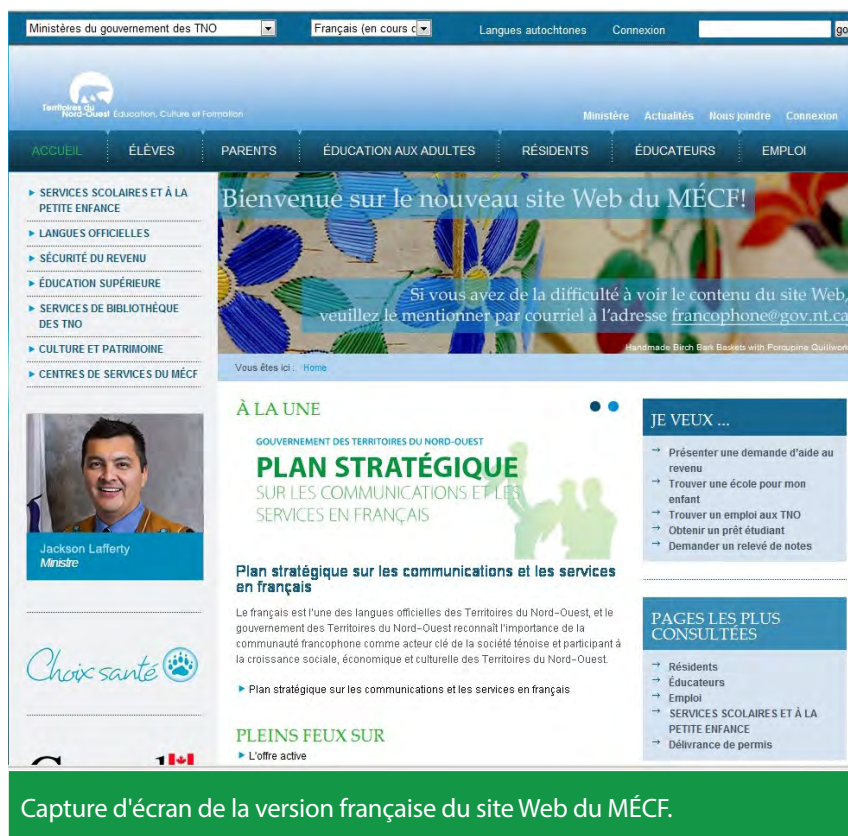 Ministères du gouvernement des TNO
Français (en cours d
Langues autochtones
Connexion
go
Territoires du
Nord-Ouest Éducation, Culture et Formation
Ministère
Actualités
Nous joindre
Connexion
ACCUEIL
ÉLÈVES
PARENTS
ÉDUCATION AUX ADULTES
RÉSIDENTS
ÉDUCATEURS
EMPLOI
SERVICES SCOLAIRES ET À LA
PETITE ENFANCE
LANGUES OFFICIELLES
SÉCURITÉ DU REVENU
ÉDUCATION SUPÉRIEURE
SERVICES DE BIBLIOTHÈQUE
DES TNO
CULTURE ET PATRIMOINE
CENTRES DE SERVICES DU MÉCF
Jackson Lafferty
Ministre
Choix santé
Bienvenue sur le nouveau site Web du MÉCF!
Si vous avez de la difficulté à voir le contenu du site Web,
veuillez le mentionner par courriel à l'adresse francophone@gov.nt.ca
Handmade Birch Bark Baskets with Porcupine Quillwork
Vous êtes ici : Home
À LA UNE
GOUVERNEMENT DES TERRITOIRES DU NORD-OUEST
PLAN STRATÉGIQUE
SUR LES COMMUNICATIONS ET LES
SERVICES EN FRANÇAIS
Plan stratégique sur les communications et les services
en français
Le français est l'une des langues officielles des Territoires du Nord-Ouest, et le
gouvernement des Territoires du Nord-Ouest reconnaît l'importance de la
communauté francophone comme acteur clé de la société ténoise et participant à
la croissance sociale, économique et culturelle des Territoires du Nord-Ouest.
Plan stratégique sur les communications et les services en français
PLEINS FEUX SUR
L'offre active
JE VEUX ...
Présenter une demande d'aide au
revenu
Trouver une école pour mon
enfant
Trouver un emploi aux TNO
Obtenir un prêt étudiant
Demander un relevé de notes
PAGES LES PLUS
CONSULTÉES
Résidents
Éducateurs
Emploi
SERVICES SCOLAIRES ET À LA
PETITE ENFANCE
Délivrance de permis
Capture d'écran de la version française du site Web du MÉCF.